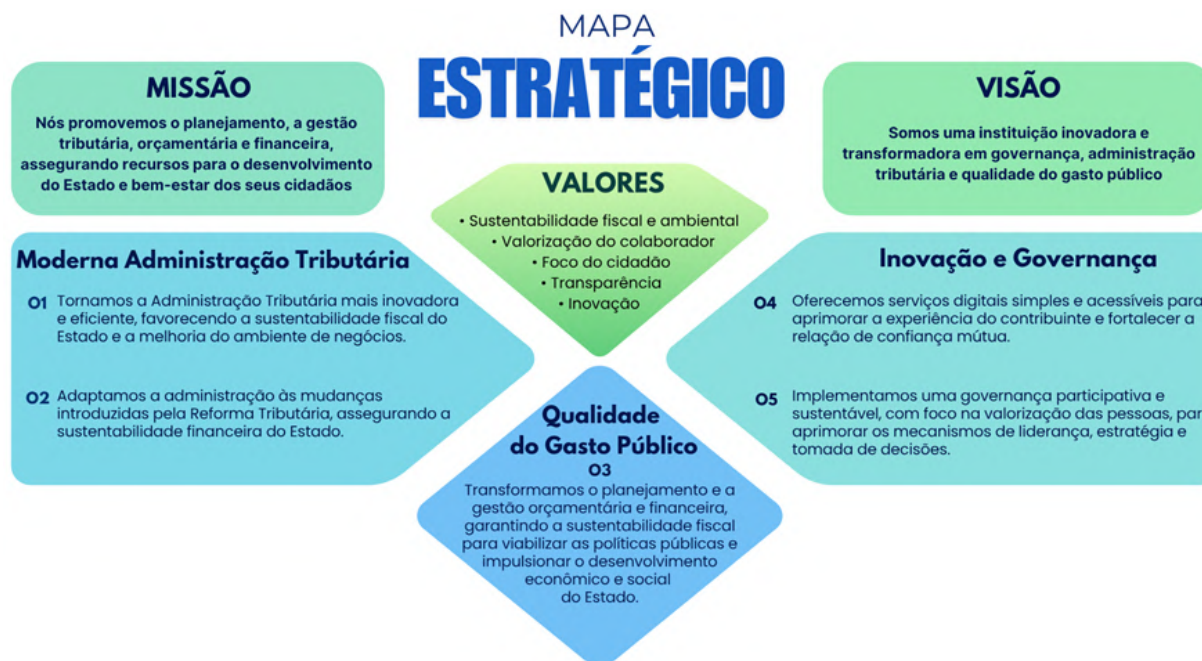 MAPA
ESTRATÉGICO
MISSÃO
Nós promovemos o planejamento, a gestão
tributária, orçamentária e financeira,
assegurando recursos para o desenvolvimento
do Estado e bem-estar dos seus cidadãos
VISÃO
Somos uma instituição inovadora e
transformadora em governança, administração
tributária e qualidade do gasto público
VALORES
• Sustentabilidade fiscal e ambiental
• Valorização do colaborador
• Foco do cidadão
• Transparência
• Inovação
Moderna Administração Tributária
01 Tornamos a Administração Tributária mais inovadora
e eficiente, favorecendo a sustentabilidade fiscal do
Estado e a melhoria do ambiente de negócios.
02 Adaptamos a administração às mudanças
introduzidas pela Reforma Tributária, assegurando a
sustentabilidade financeira do Estado.
Qualidade
do Gasto Público
03
Transformamos o planejamento e a
gestão orçamentária e financeira,
garantindo a sustentabilidade fiscal
para viabilizar as políticas públicas e
impulsionar o desenvolvimento
econômico e social
do Estado.
Inovação e Governança
04 Oferecemos serviços digitais simples e acessíveis para
aprimorar a experiência do contribuinte e fortalecer a
relação de confiança mútua.
05 Implementamos uma governança participativa e
sustentável, com foco na valorização das pessoas, par
aprimorar os mecanismos de liderança, estratégia e
tomada de decisões.